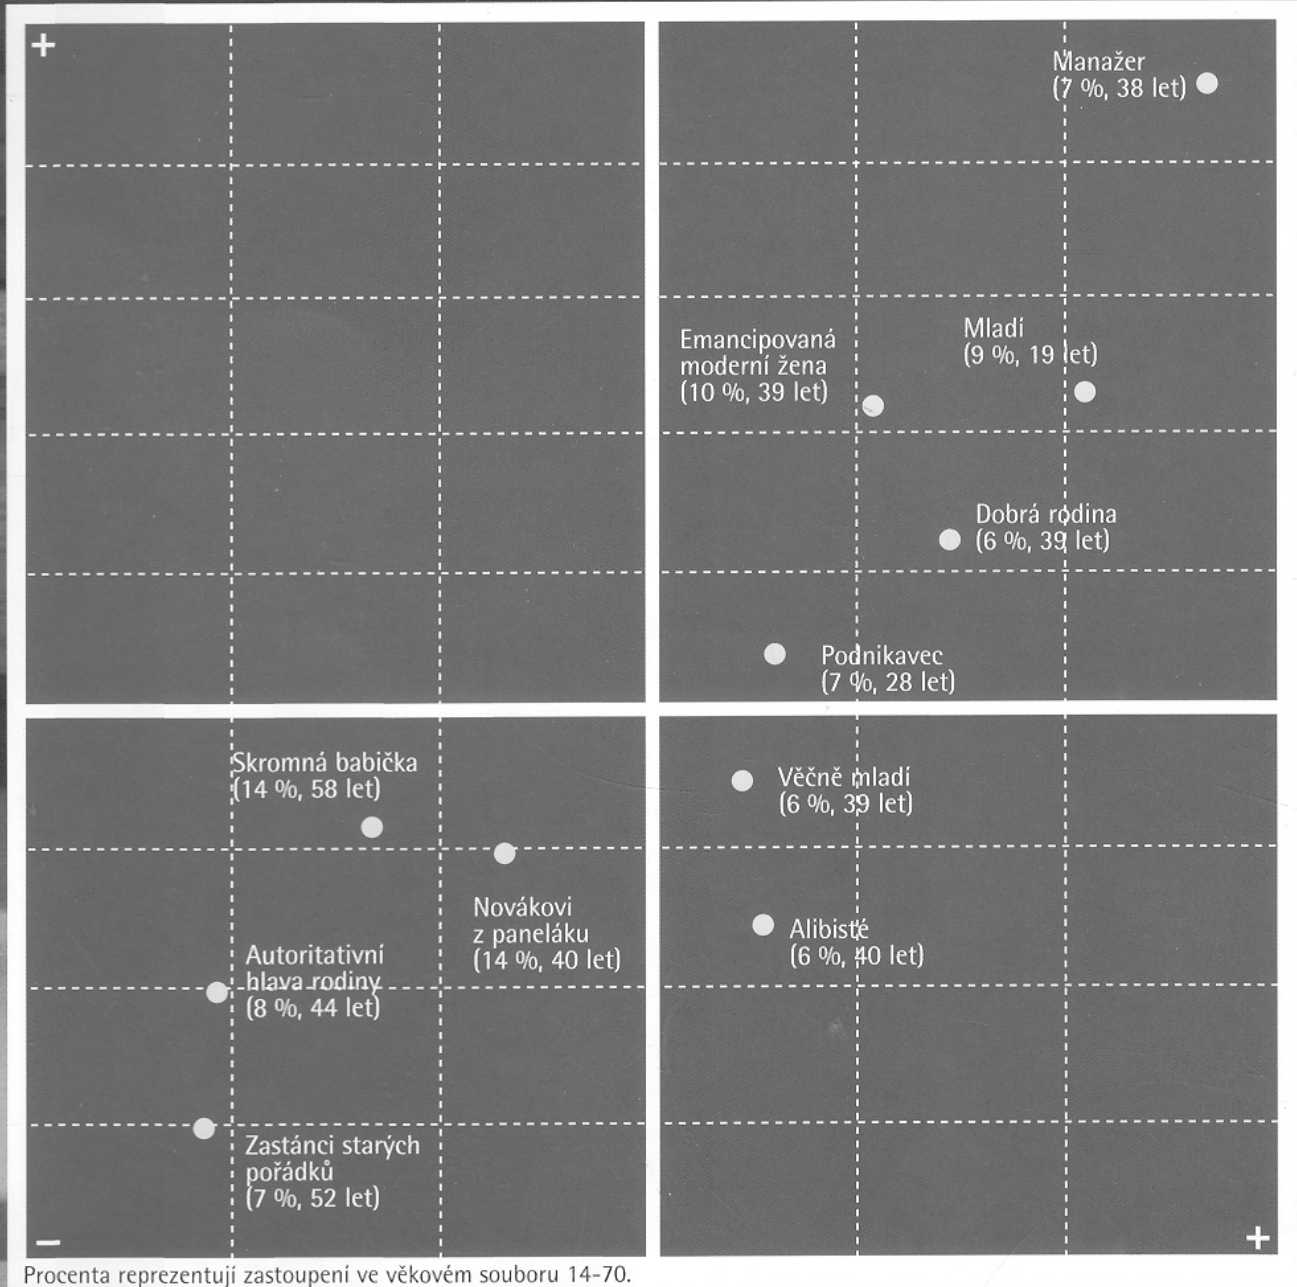 +
Manažer
(7 %, 38 let)
Emancipovaná
moderní žena
(10 %, 39 let)
Mladí
(9 %, 19 let)
Dobrá rodina
(6 %, 39 let)
Podnikavec
(7 %, 28 let)
Skromná babička
(14 %, 58 let)
Novákovi
z paneláku
(14 %, 40 let)
Autoritativní
hlava rodiny
(8 %, 44 let)
Zastánci starých
pořádků
(7 %, 52 let)
Věčně mladí
(6 %, 39 let)
Alibisté
(6 %, 40 let)
–
+
Procenta reprezentují zastoupení ve věkovém souboru 14-70.